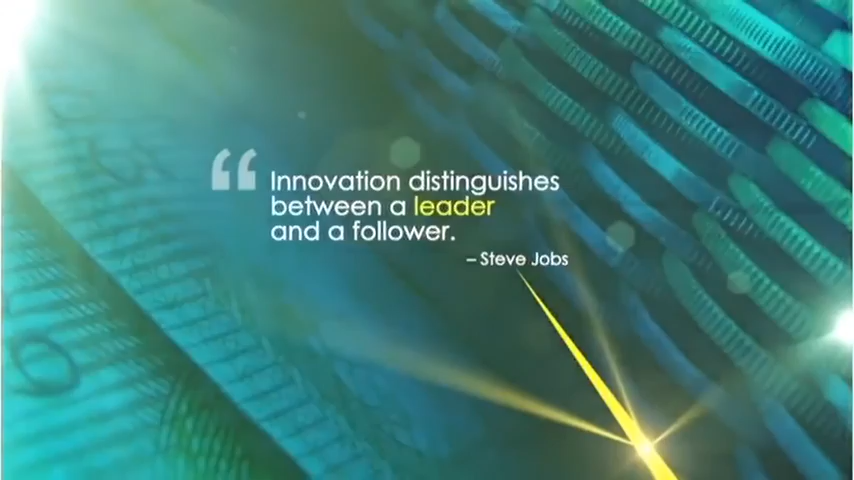 “
Innovation distinguishes
between a leader
and a follower.
– Steve Jobs